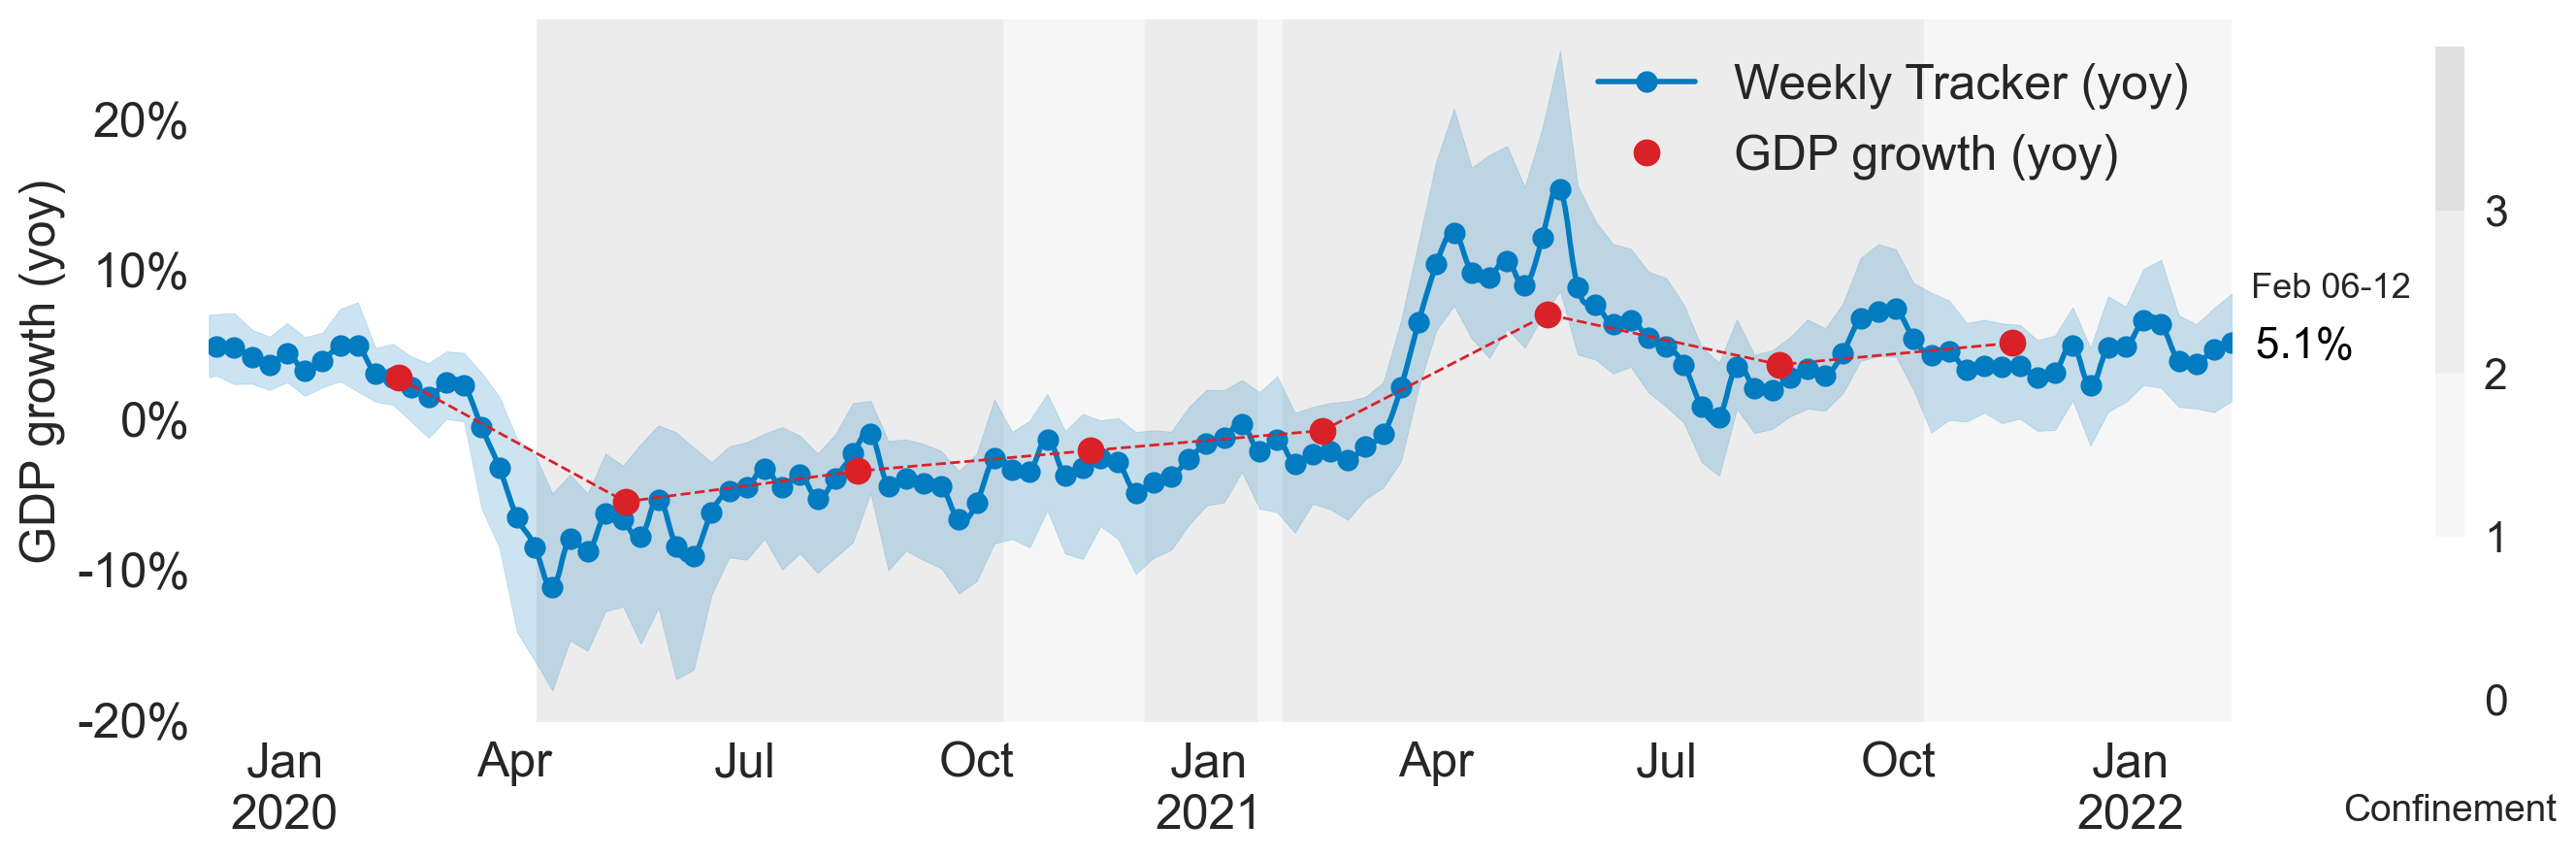 Weekly Tracker (yoy)
GDP growth (yoy)
GDP growth (yoy)
20%
10%
0%
-10%
-20%
Jan
2020
Apr
Jul
Oct
Jan
2021
Apr
Jul
Oct
Jan
2022
Feb 06-12
5.1%
3
2
1
0
Confinement